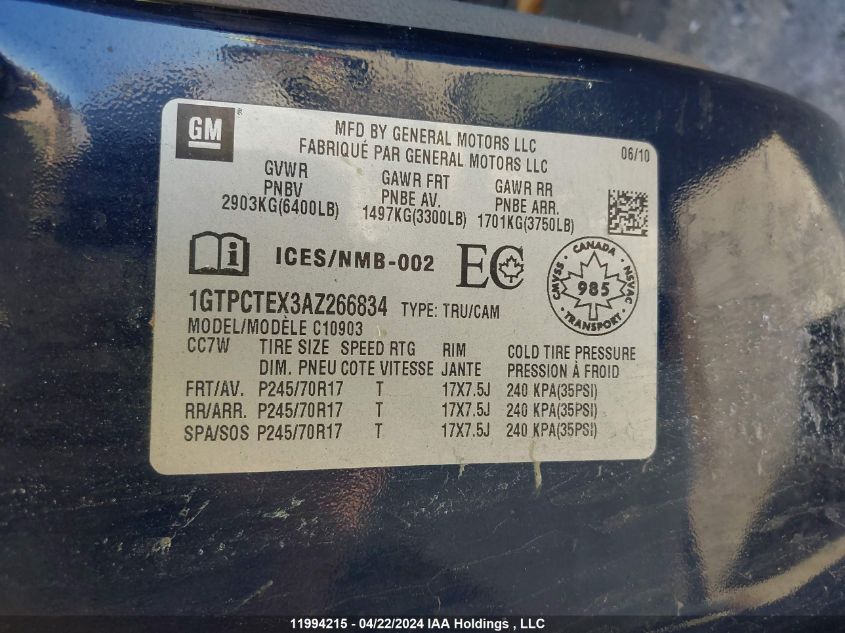 GM
MFD BY GENERAL MOTORS LLC
FABRIQUÉ PAR GENERAL MOTORS LLC
06/10
GVWR GAWR FRT GAWR RR
PNBV PNBE AV. PNBE ARR.
2903KG(6400LB) 1497KG(3300LB) 1701KG(3750LB)
i ICES/NMB-002 EC
CANADA
CMVSS 985 NSVAC
TRANSPORT
1GTPCTEX3AZ266834 TYPE: TRU/CAM
MODEL/MODÈLE C10903
CC7W TIRE SIZE SPEED RTG RIM COLD TIRE PRESSURE
DIM. PNEU COTE VITESSE JANTE PRESSION À FROID
FRT/AV. P245/70R17 T 17X7.5J 240 KPA(35PSI)
RR/ARR. P245/70R17 T 17X7.5J 240 KPA(35PSI)
SPA/SOS P245/70R17 T 17X7.5J 240 KPA(35PSI)
11994215 - 04/22/2024 IAA Holdings , LLC